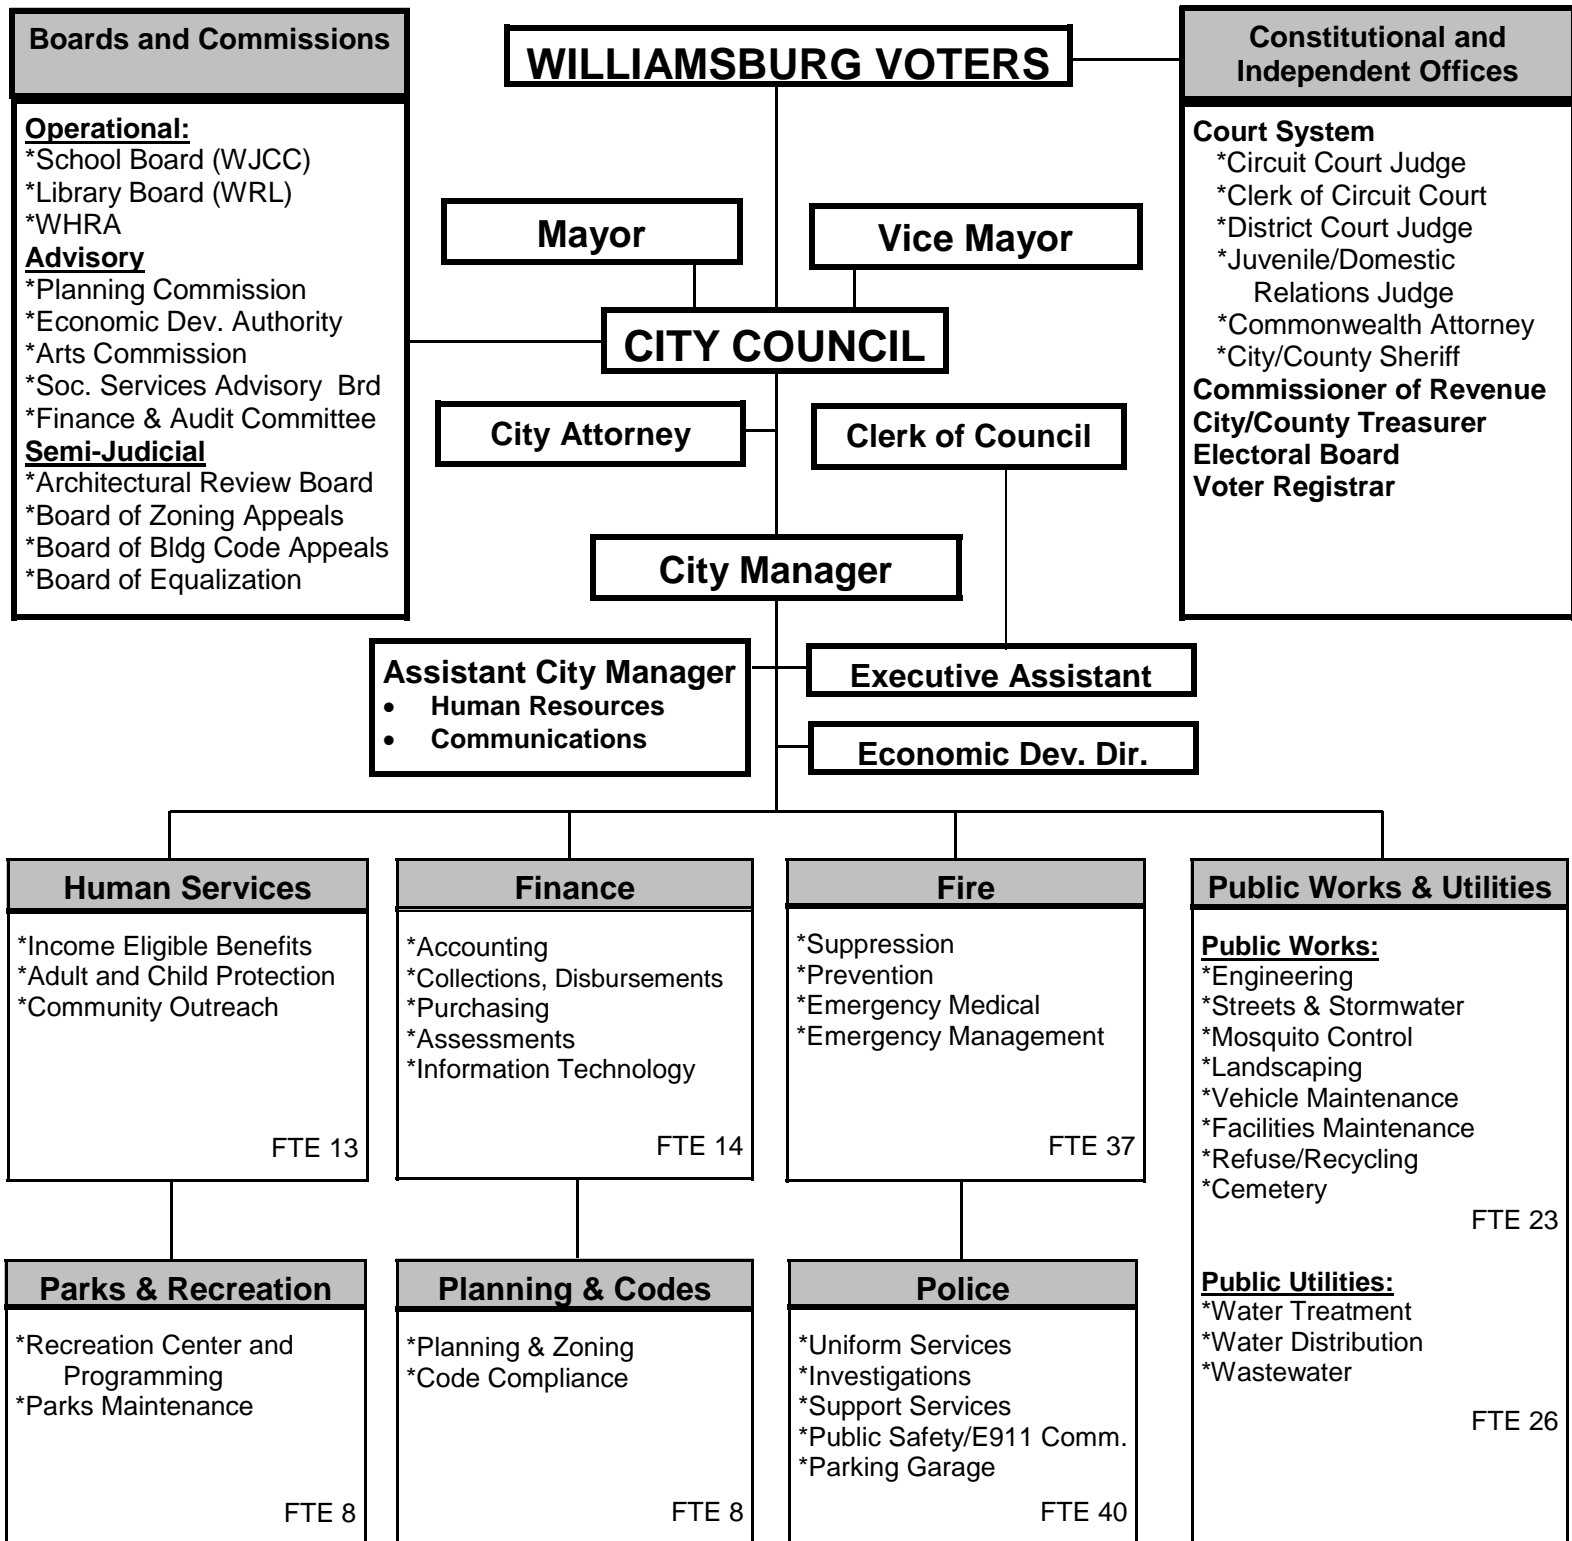 Boards and Commissions
Operational:
*School Board (WJCC)
*Library Board (WRL)
*WHRA
Advisory
*Planning Commission
*Economic Dev. Authority
*Arts Commission
*Soc. Services Advisory  Brd
*Finance & Audit Committee
Semi-Judicial
*Architectural Review Board
*Board of Zoning Appeals
*Board of Bldg Code Appeals
*Board of Equalization
WILLIAMSBURG VOTERS
Constitutional and
Independent Offices
Court System
*Circuit Court Judge
*Clerk of Circuit Court
*District Court Judge
*Juvenile/Domestic
Relations Judge
*Commonwealth Attorney
*City/County Sheriff
Commissioner of Revenue
City/County Treasurer
Electoral Board
Voter Registrar
Mayor
Vice Mayor
CITY COUNCIL
City Attorney
Clerk of Council
City Manager
Assistant City Manager
• Human Resources
• Communications
Executive Assistant
Economic Dev. Dir.
Human Services
*Income Eligible Benefits
*Adult and Child Protection
*Community Outreach
FTE 13
Finance
*Accounting
*Collections, Disbursements
*Purchasing
*Assessments
*Information Technology
FTE 14
Fire
*Suppression
*Prevention
*Emergency Medical
*Emergency Management
FTE 37
Public Works & Utilities
Public Works:
*Engineering
*Streets & Stormwater
*Mosquito Control
*Landscaping
*Vehicle Maintenance
*Facilities Maintenance
*Refuse/Recycling
*Cemetery
FTE 23
Public Utilities:
*Water Treatment
*Water Distribution
*Wastewater
FTE 26
Parks & Recreation
*Recreation Center and
Programming
*Parks Maintenance
FTE 8
Planning & Codes
*Planning & Zoning
*Code Compliance
FTE 8
Police
*Uniform Services
*Investigations
*Support Services
*Public Safety/E911 Comm.
*Parking Garage
FTE 40